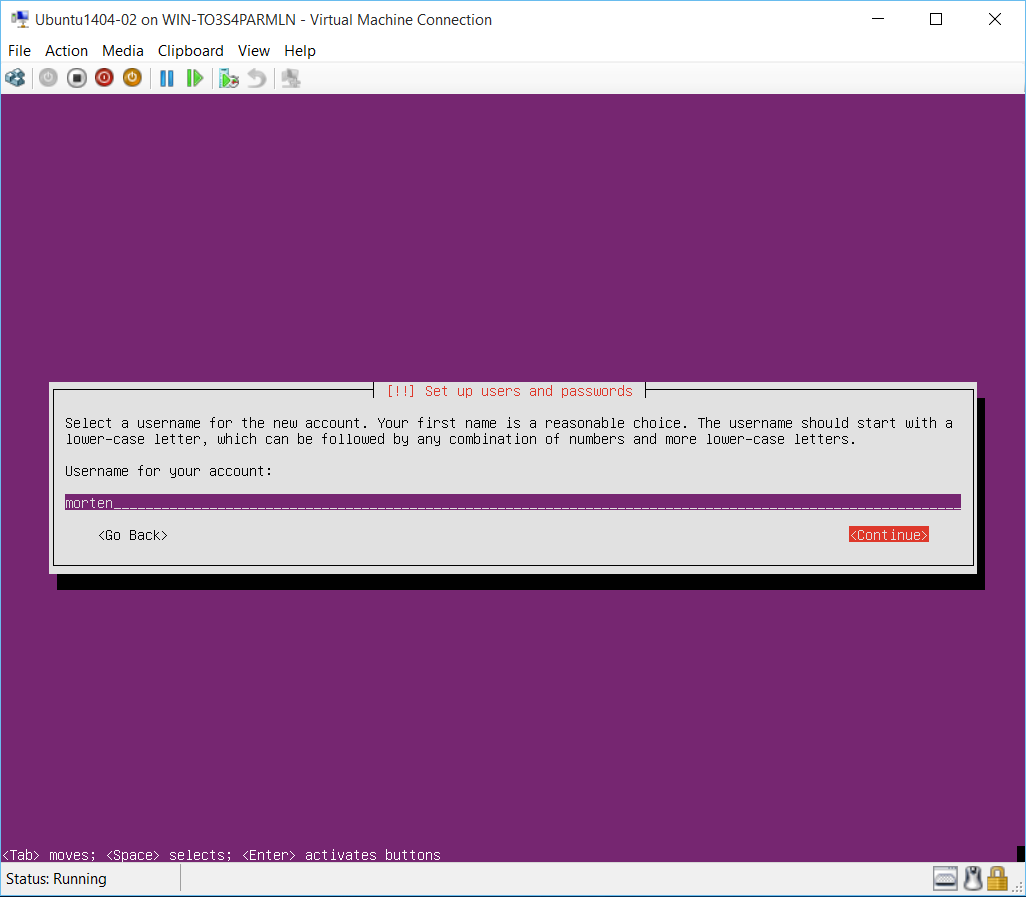 Ubuntu1404-02 on WIN-TO3S4PARMLN - Virtual Machine Connection
File Action Media Clipboard View Help
[!!] Set up users and passwords
Select a username for the new account. Your first name is a reasonable choice. The username should start with a
lower-case letter, which can be followed by any combination of numbers and more lower-case letters.
Username for your account:
morten
<Go Back> <Continue>
<Tab> moves; <Space> selects; <Enter> activates buttons
Status: Running